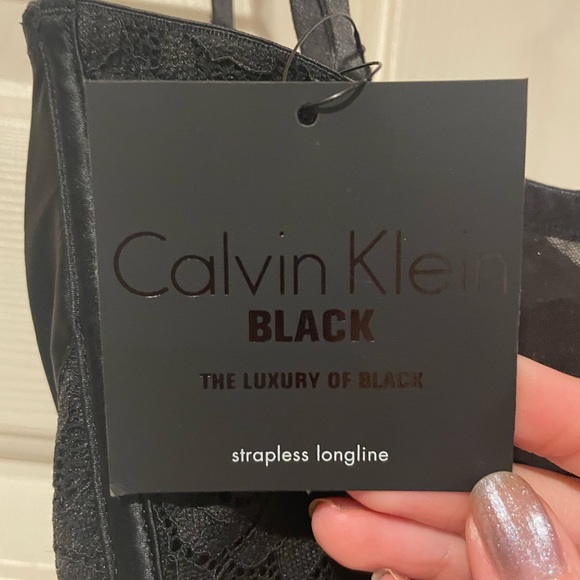 Calvin Klein
BLACK
THE LUXURY OF BLACK
strapless longline